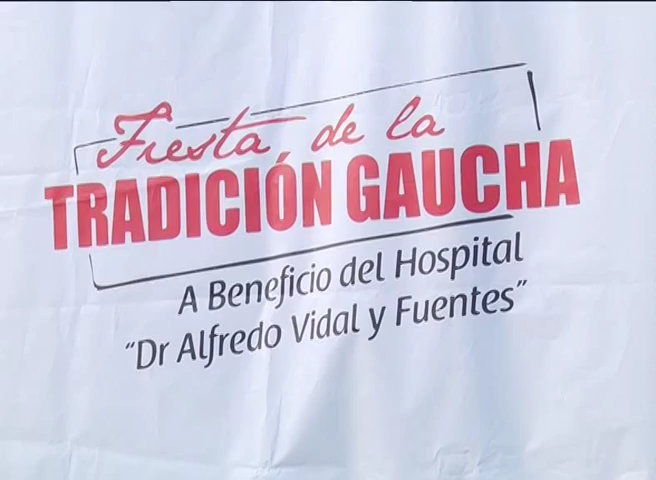 Fiesta de la
TRADICIÓN GAUCHA
A Beneficio del Hospital
“Dr Alfredo Vidal y Fuentes”